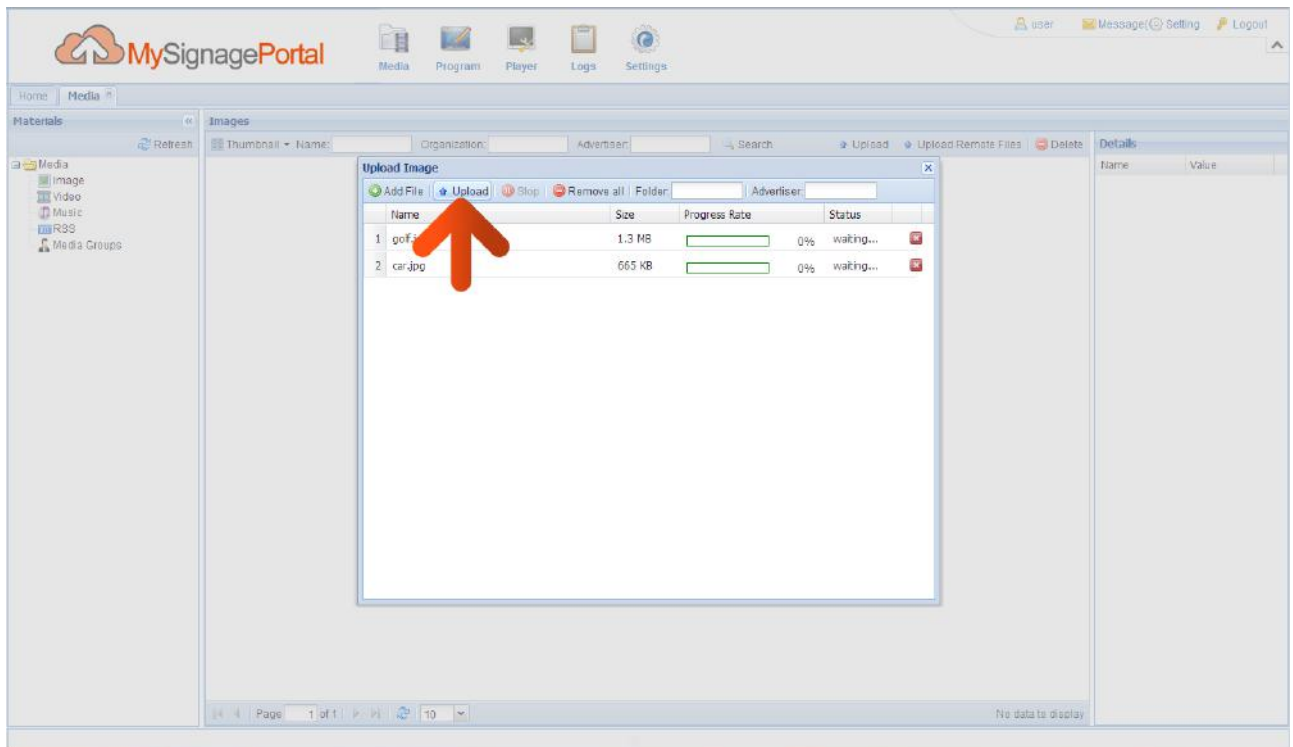 user Message( Setting Logout
MySignagePortal
Media Program Player Logs Settings
Home Media
Materials
Refresh
Media
Image
Video
Music
RSS
Media Groups
Images
Thumbnail Name: Organization: Advertiser: Search Upload Upload Remote Files Delete
Details
Name Value
Upload Image
Add File Upload Stop Remove all Folder: Advertiser:
Name Size Progress Rate Status
1 1.3 MB 0% waiting...
2 car.jpg 665 KB 0% waiting...
Page 1 of 1 10 No data to display